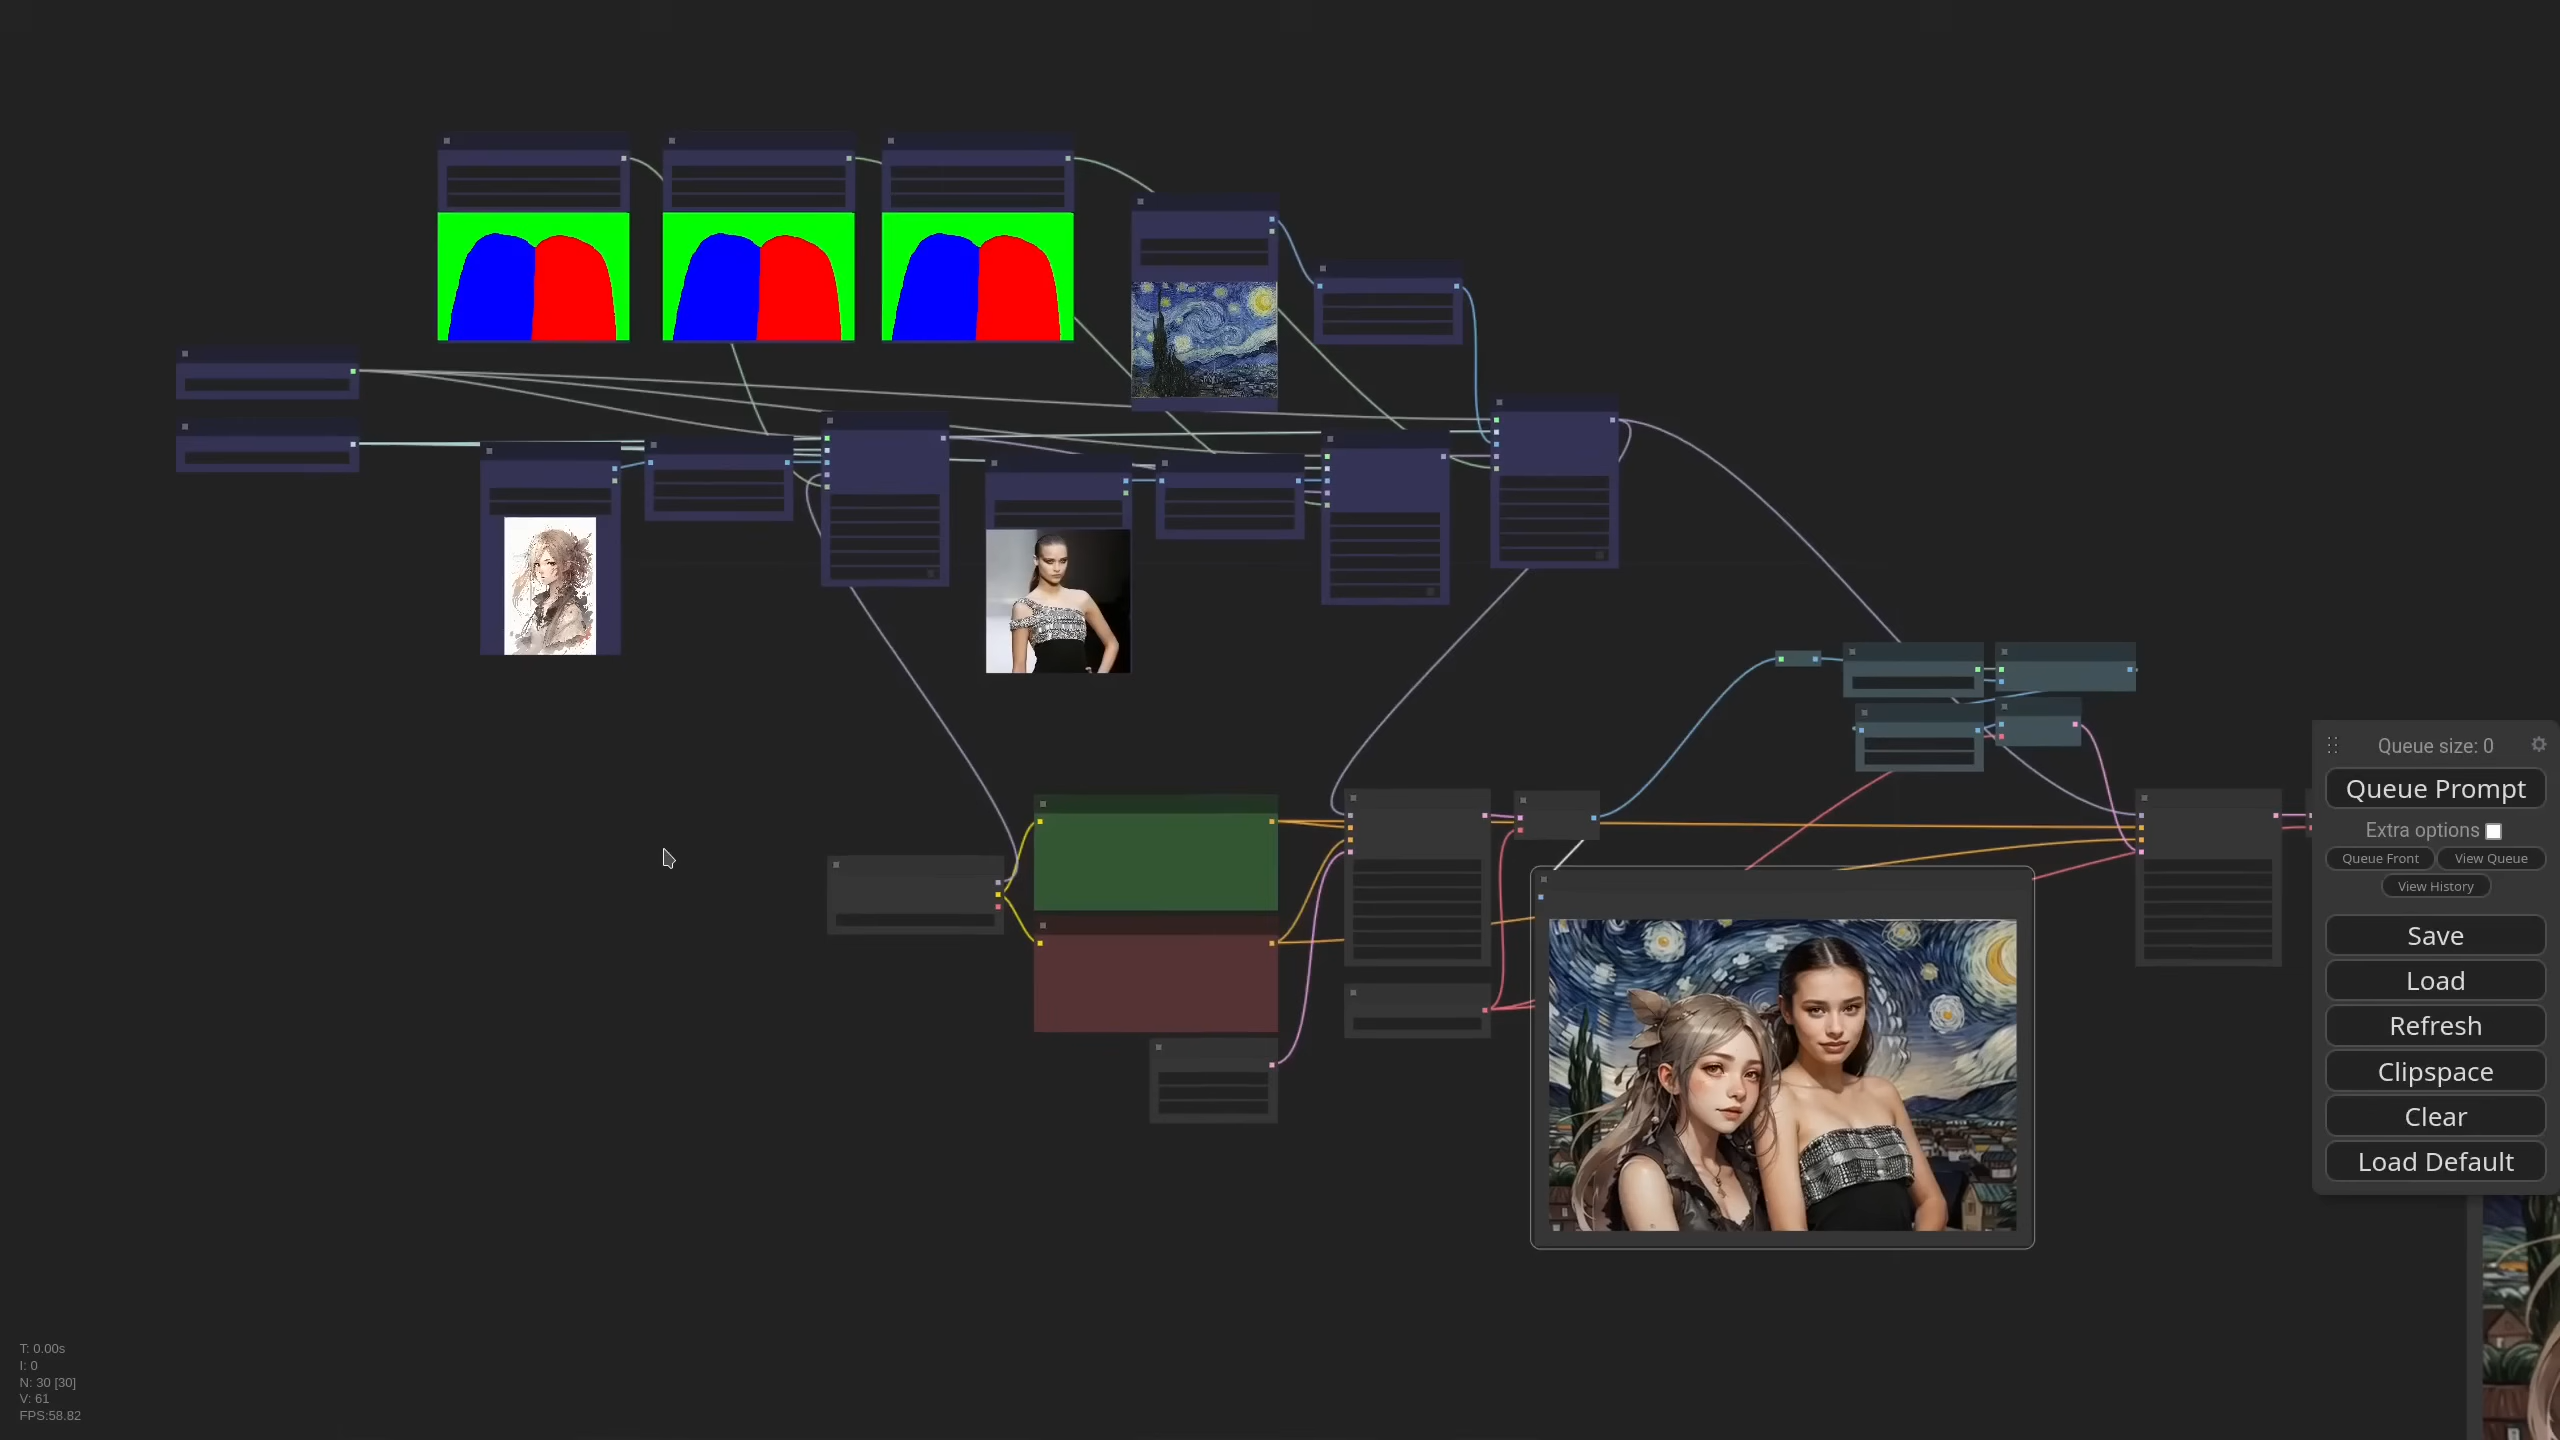 Queue size: 0
Queue Prompt
Extra options
Queue Front
View Queue
View History
Save
Load
Refresh
Clipspace
Clear
Load Default
T: 0.00s
I: 0
N: 30 [30]
V: 61
FPS:58.82